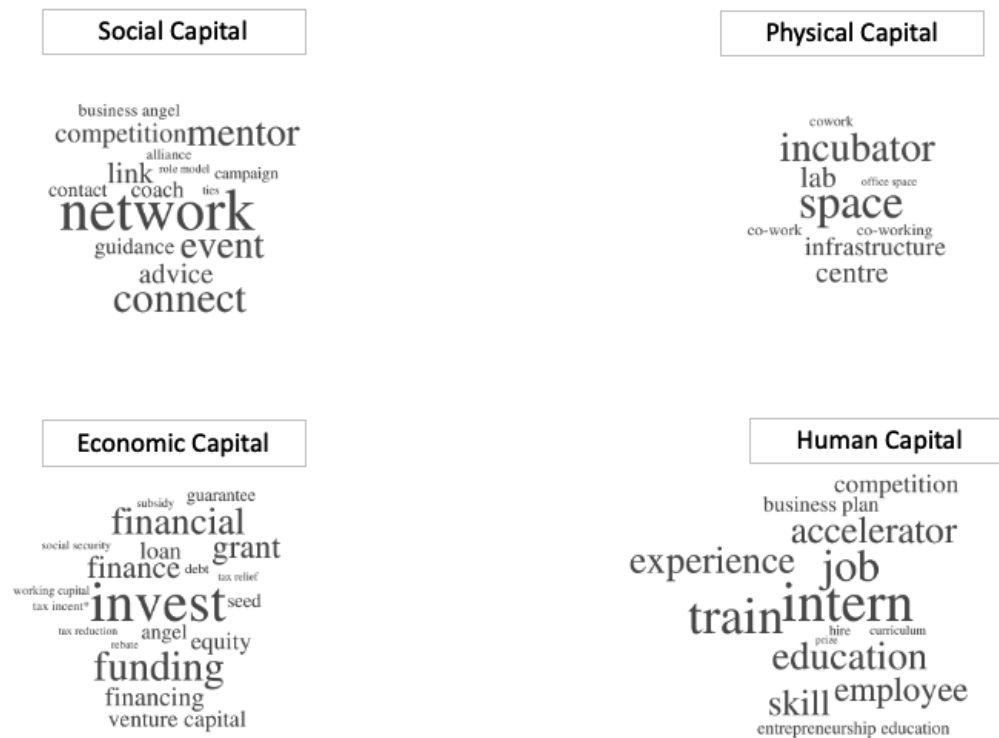 Social Capital
business angel
competition mentor
alliance
link role model campaign
contact coach ties
network
guidance event
advice
connect
Physical Capital
cowork
incubator
lab office space
space
co-work co-working
infrastructure
centre
Economic Capital
subsidy guarantee
financial
social security loan grant
finance debt tax relief
working capital
invest seed
tax incent*
tax reduction angel equity
rebate
funding
financing
venture capital
Human Capital
competition
business plan
accelerator
experience job
train intern
hire curriculum
prize
education
skill employee
entrepreneurship education